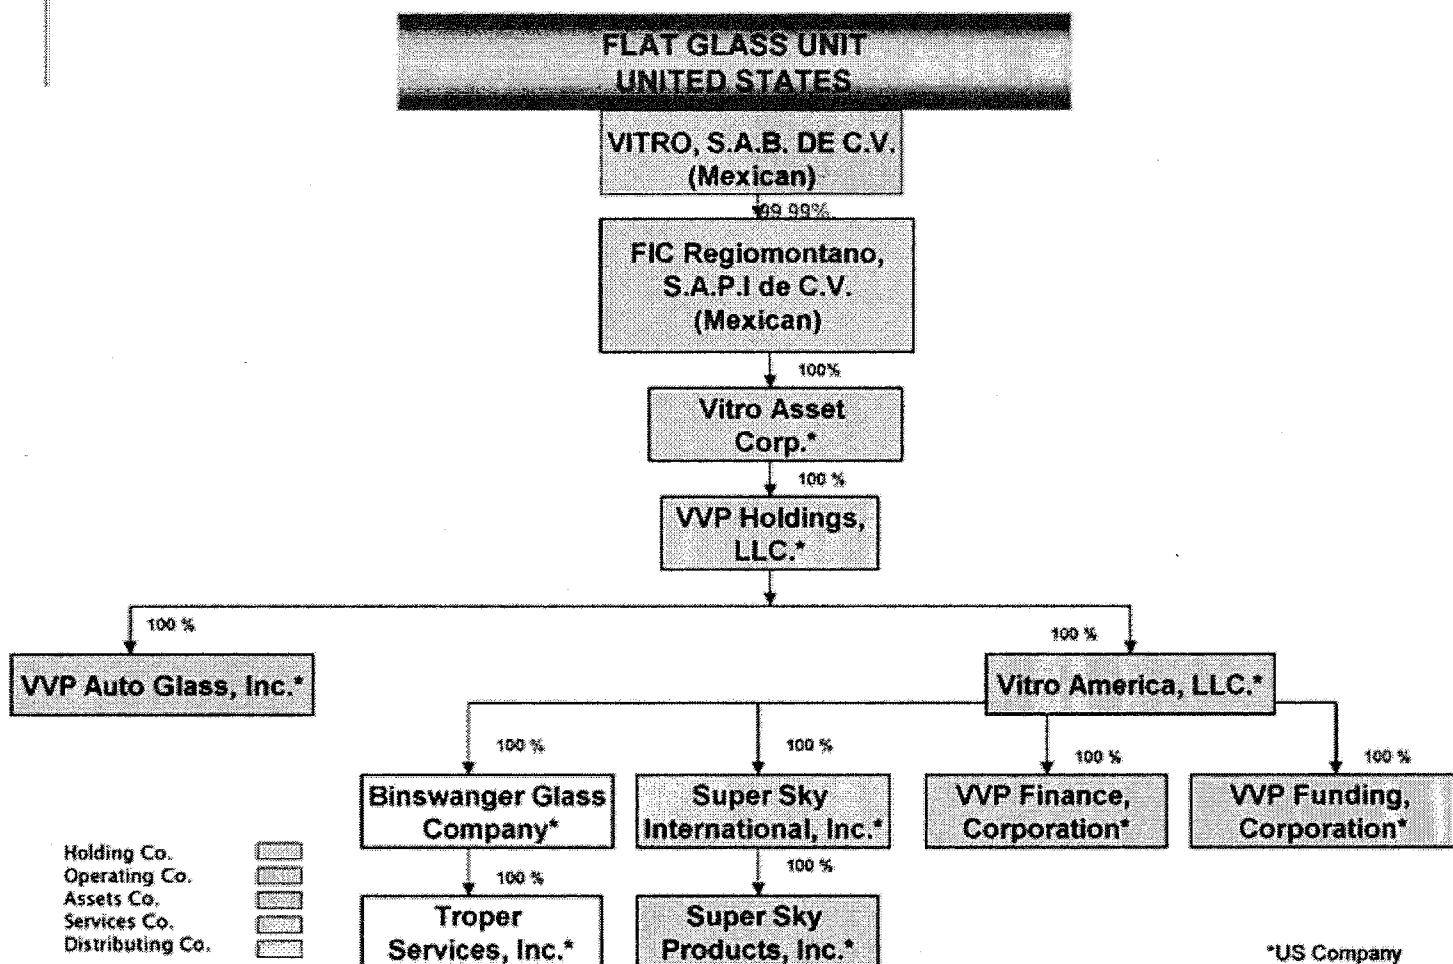 FLAT GLASS UNIT
UNITED STATES
VITRO, S.A.B. DE C.V.
(Mexican)
99.99%
FIC Regiomontano,
S.A.P.I de C.V.
(Mexican)
100%
Vitro Asset
Corp.*
100 %
VVP Holdings,
LLC.*
100 %
100 %
VVP Auto Glass, Inc.*
Vitro America, LLC.*
100 %
100 %
100 %
100 %
Binswanger Glass
Company*
Super Sky
International, Inc.*
VVP Finance,
Corporation*
VVP Funding,
Corporation*
100 %
100 %
Troper
Services, Inc.*
Super Sky
Products, Inc.*
Holding Co.
Operating Co.
Assets Co.
Services Co.
Distributing Co.
*US Company